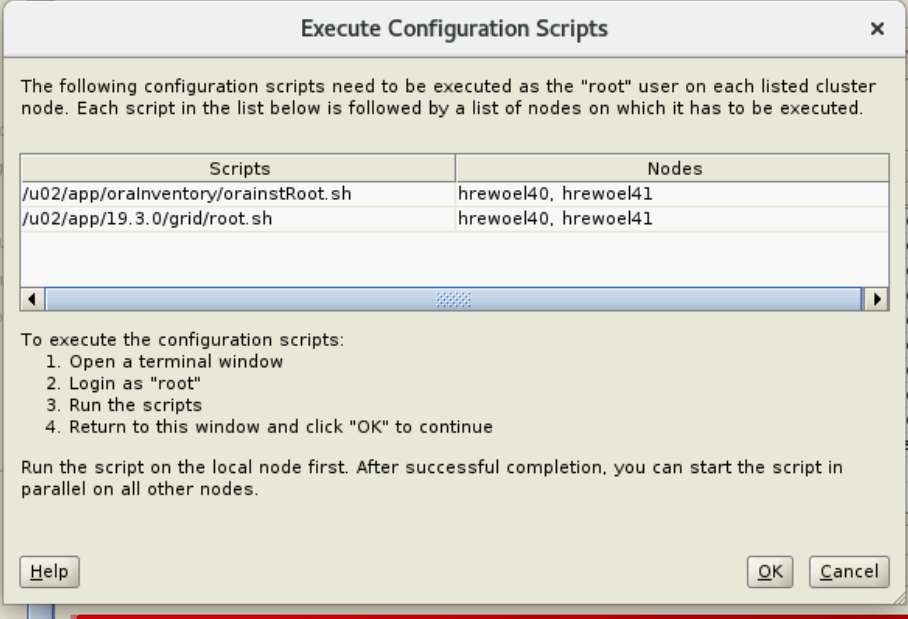 Execute Configuration Scripts
The following configuration scripts need to be executed as the "root" user on each listed cluster
node. Each script in the list below is followed by a list of nodes on which it has to be executed.
Scripts Nodes
/u02/app/oraInventory/orainstRoot.sh hrewoel40, hrewoel41
/u02/app/19.3.0/grid/root.sh hrewoel40, hrewoel41
To execute the configuration scripts:
1. Open a terminal window
2. Login as "root"
3. Run the scripts
4. Return to this window and click "OK" to continue
Run the script on the local node first. After successful completion, you can start the script in
parallel on all other nodes.
Help OK Cancel